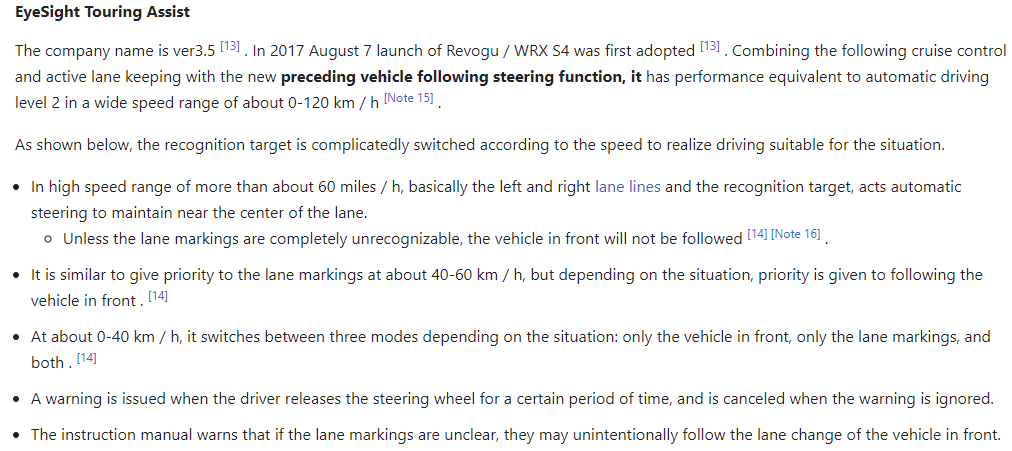 EyeSight Touring Assist
The company name is ver3.5 [13] . In 2017 August 7 launch of Revogu / WRX S4 was first adopted [13] . Combining the following cruise control
and active lane keeping with the new preceding vehicle following steering function, it has performance equivalent to automatic driving
level 2 in a wide speed range of about 0-120 km / h [Note 15] .
As shown below, the recognition target is complicatedly switched according to the speed to realize driving suitable for the situation.
• In high speed range of more than about 60 miles / h, basically the left and right lane lines and the recognition target, acts automatic
steering to maintain near the center of the lane.
○ Unless the lane markings are completely unrecognizable, the vehicle in front will not be followed [14] [Note 16] .
• It is similar to give priority to the lane markings at about 40-60 km / h, but depending on the situation, priority is given to following the
vehicle in front . [14]
• At about 0-40 km / h, it switches between three modes depending on the situation: only the vehicle in front, only the lane markings, and
both . [14]
• A warning is issued when the driver releases the steering wheel for a certain period of time, and is canceled when the warning is ignored.
• The instruction manual warns that if the lane markings are unclear, they may unintentionally follow the lane change of the vehicle in front.